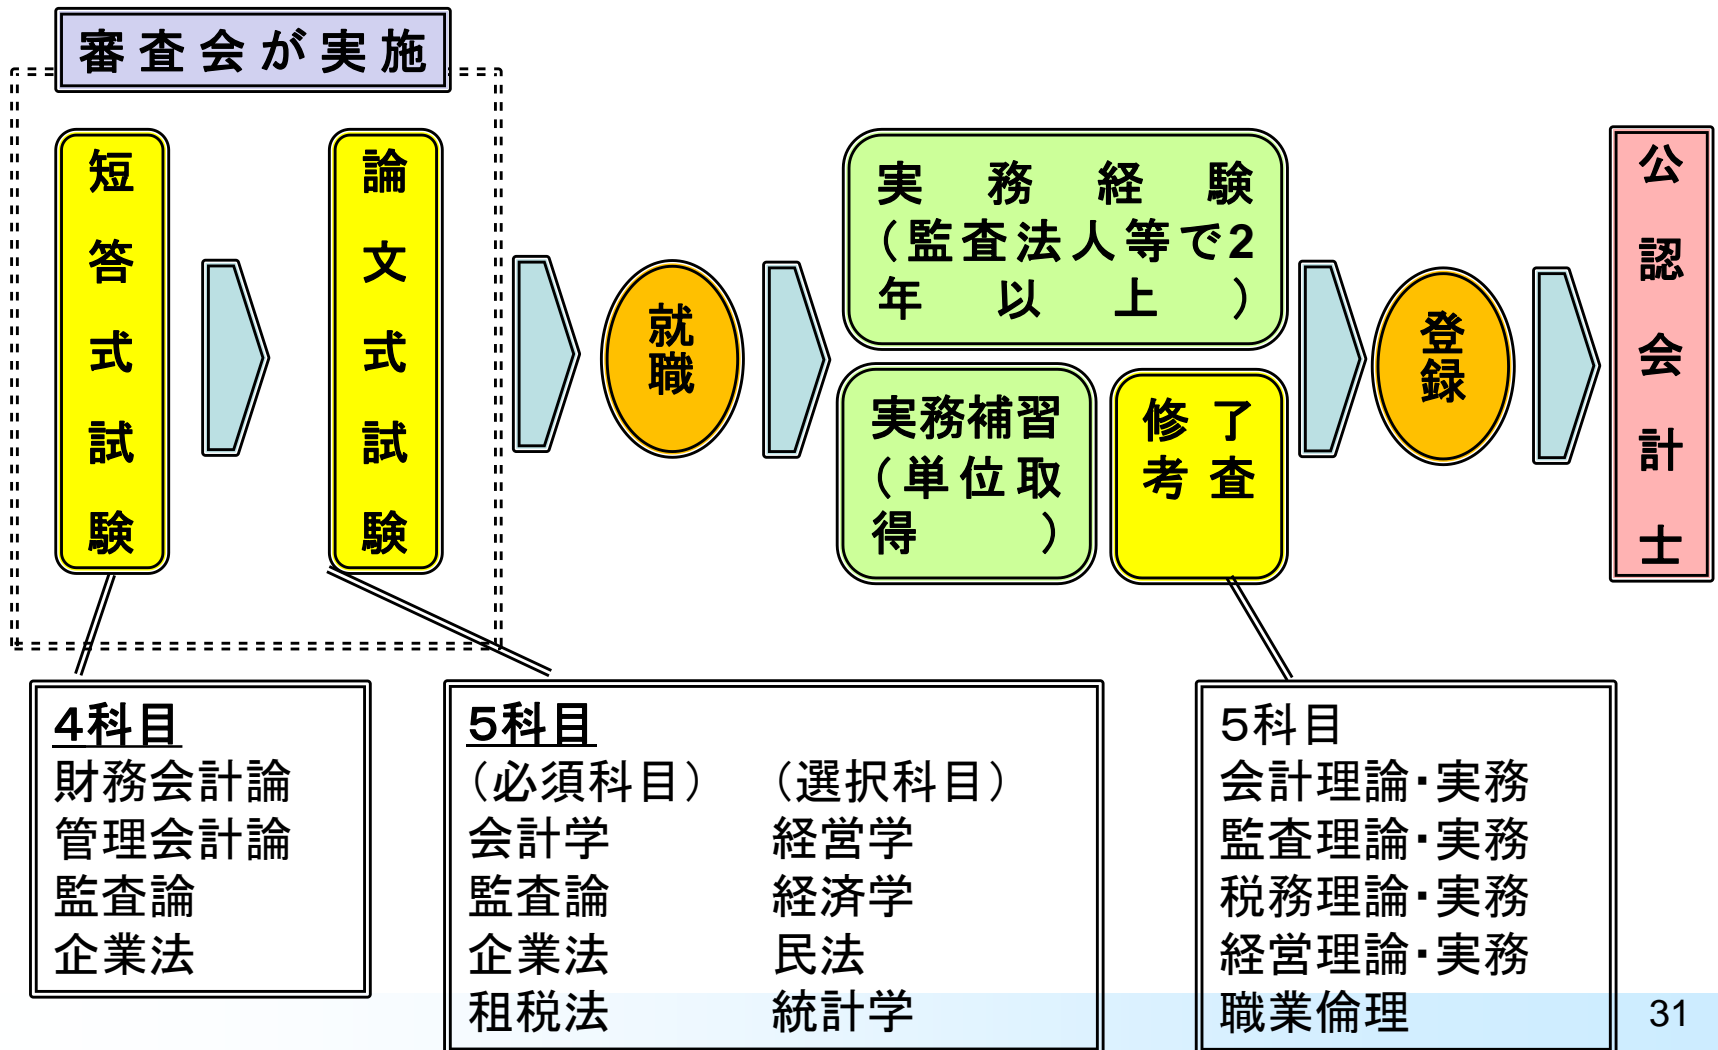 審査会が実施
短答式試験
論文式試験
就職
実務経験
（監査法人等で2
年以上）
実務補習
（単位取
得）
修了
考査
登録
公認会計士
４科目
財務会計論
管理会計論
監査論
企業法
５科目
（必須科目）　（選択科目）
会計学　経営学
監査論　経済学
企業法　民法
租税法　統計学
５科目
会計理論・実務
監査理論・実務
税務理論・実務
経営理論・実務
職業倫理
31